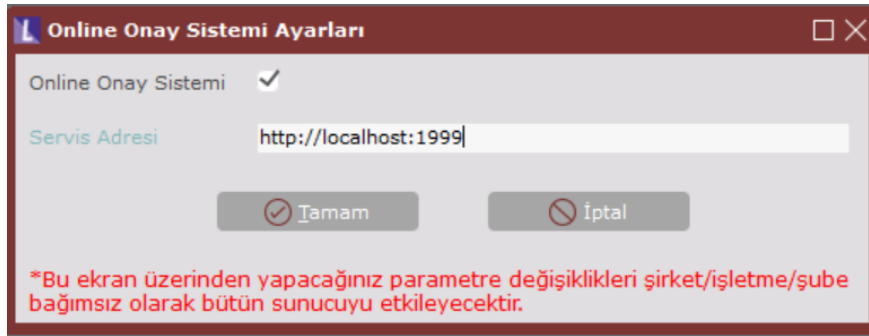 Online Onay Sistemi Ayarları
Online Onay Sistemi
Servis Adresi http://localhost:1999
Tamam İptal
*Bu ekran üzerinden yapacağınız parametre değişiklikleri şirket/işletme/şube
bağımsız olarak bütün sunucuyu etkileyecektir.